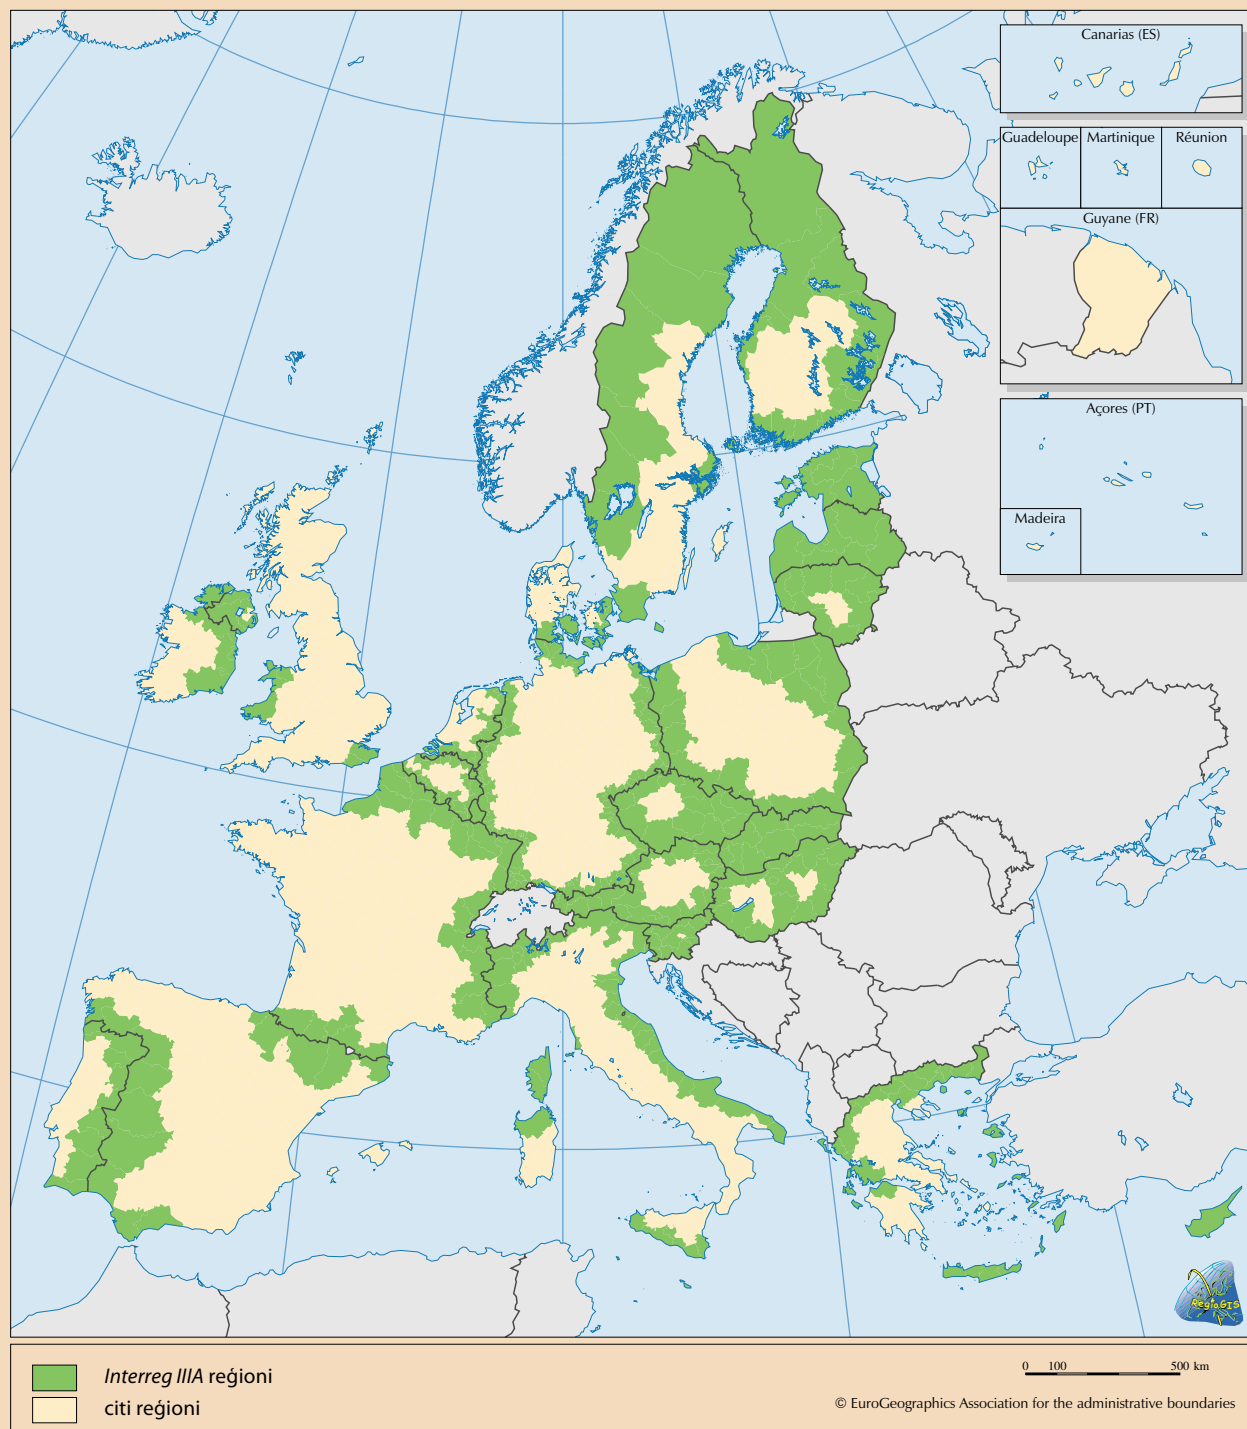 Canarias (ES)
Guadeloupe
Martinique
Réunion
Guyane (FR)
Açores (PT)
Madeira
RegioGIS
Interreg IIIA reģioni
citi reģioni
0 100 500 km
© EuroGeographics Association for the administrative boundaries